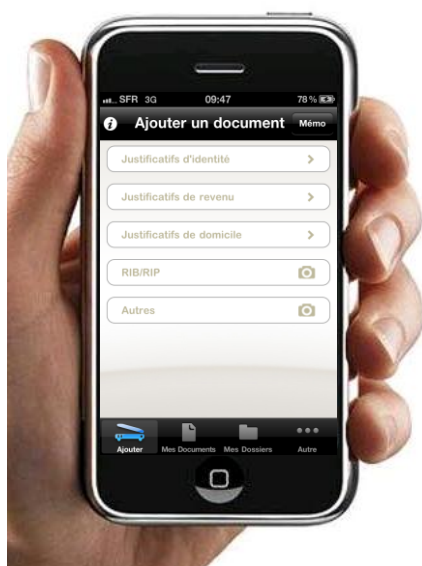 SFR 3G 09:47 78 %
Ajouter un document Mémo
Justificatifs d'identité
Justificatifs de revenu
Justificatifs de domicile
RIB/RIP
Autres
Ajouter Mes Documents Mes Dossiers Autre